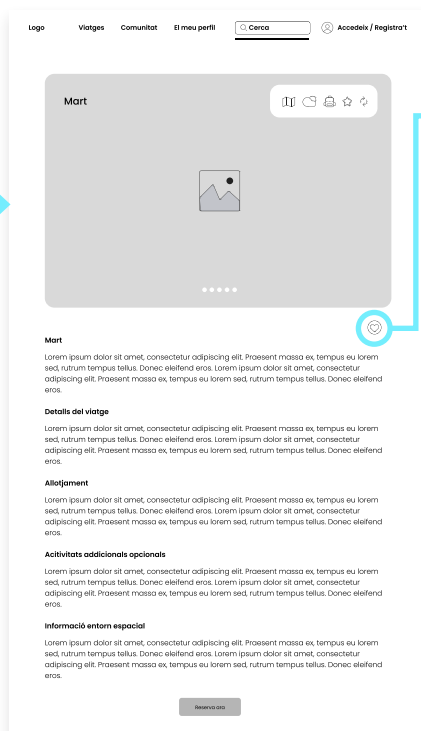 Logo Viatges Comunitat El meu perfil Cerca Accedeix / Registra't
Mart
Mart
Lorem ipsum dolor sit amet, consectetur adipiscing elit. Praesent massa ex, tempus eu lorem
sed, rutrum tempus tellus. Donec eleifend eros. Lorem ipsum dolor sit amet, consectetur
adipiscing elit. Praesent massa ex, tempus eu lorem sed, rutrum tempus tellus. Donec eleifend
eros.
Detalls del viatge
Lorem ipsum dolor sit amet, consectetur adipiscing elit. Praesent massa ex, tempus eu lorem
sed, rutrum tempus tellus. Donec eleifend eros. Lorem ipsum dolor sit amet, consectetur
adipiscing elit. Praesent massa ex, tempus eu lorem sed, rutrum tempus tellus. Donec eleifend
eros.
Allotjament
Lorem ipsum dolor sit amet, consectetur adipiscing elit. Praesent massa ex, tempus eu lorem
sed, rutrum tempus tellus. Donec eleifend eros. Lorem ipsum dolor sit amet, consectetur
adipiscing elit. Praesent massa ex, tempus eu lorem sed, rutrum tempus tellus. Donec eleifend
eros.
Acitivitats addicionals opcionals
Lorem ipsum dolor sit amet, consectetur adipiscing elit. Praesent massa ex, tempus eu lorem
sed, rutrum tempus tellus. Donec eleifend eros. Lorem ipsum dolor sit amet, consectetur
adipiscing elit. Praesent massa ex, tempus eu lorem sed, rutrum tempus tellus. Donec eleifend
eros.
Informació entorn espacial
Lorem ipsum dolor sit amet, consectetur adipiscing elit. Praesent massa ex, tempus eu lorem
sed, rutrum tempus tellus. Donec eleifend eros. Lorem ipsum dolor sit amet, consectetur
adipiscing elit. Praesent massa ex, tempus eu lorem sed, rutrum tempus tellus. Donec eleifend
eros.
Reserva ara